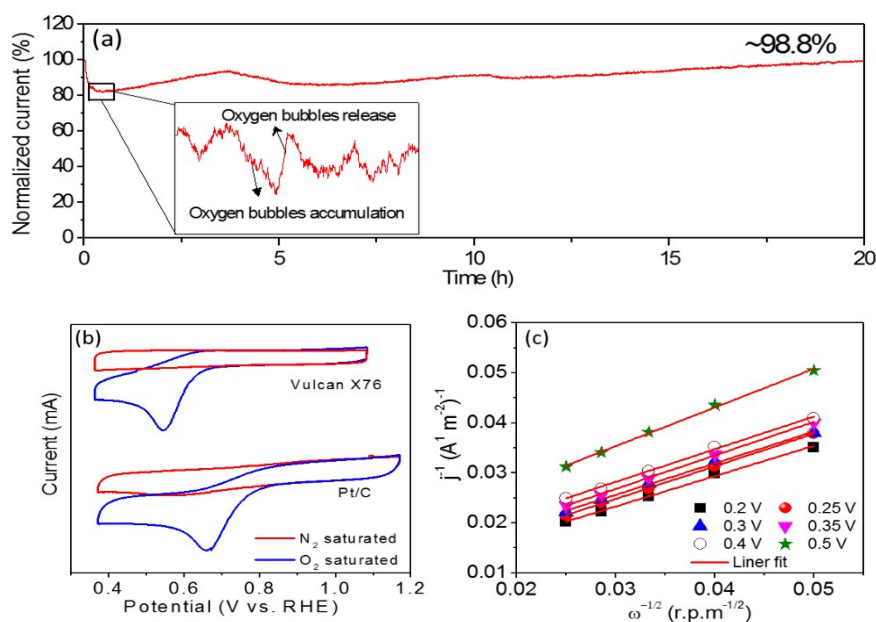 (a)
~98.8%
Normalized current (%)
120
100
80
60
40
20
0
Oxygen bubbles release
Oxygen bubbles accumulation
0 5 10 15 20
Time (h)
(b)
Vulcan X76
Pt/C
N₂ saturated
O₂ saturated
Current (mA)
0.4 0.6 0.8 1.0 1.2
Potential (V vs. RHE)
(c)
j⁻¹ (A¹ m⁻²)⁻¹
0.06
0.05
0.04
0.03
0.02
0.01
0.2 V 0.25 V
0.3 V 0.35 V
0.4 V 0.5 V
Liner fit
0.02 0.03 0.04 0.05
ω⁻¹/² (r.p.m⁻¹/²)